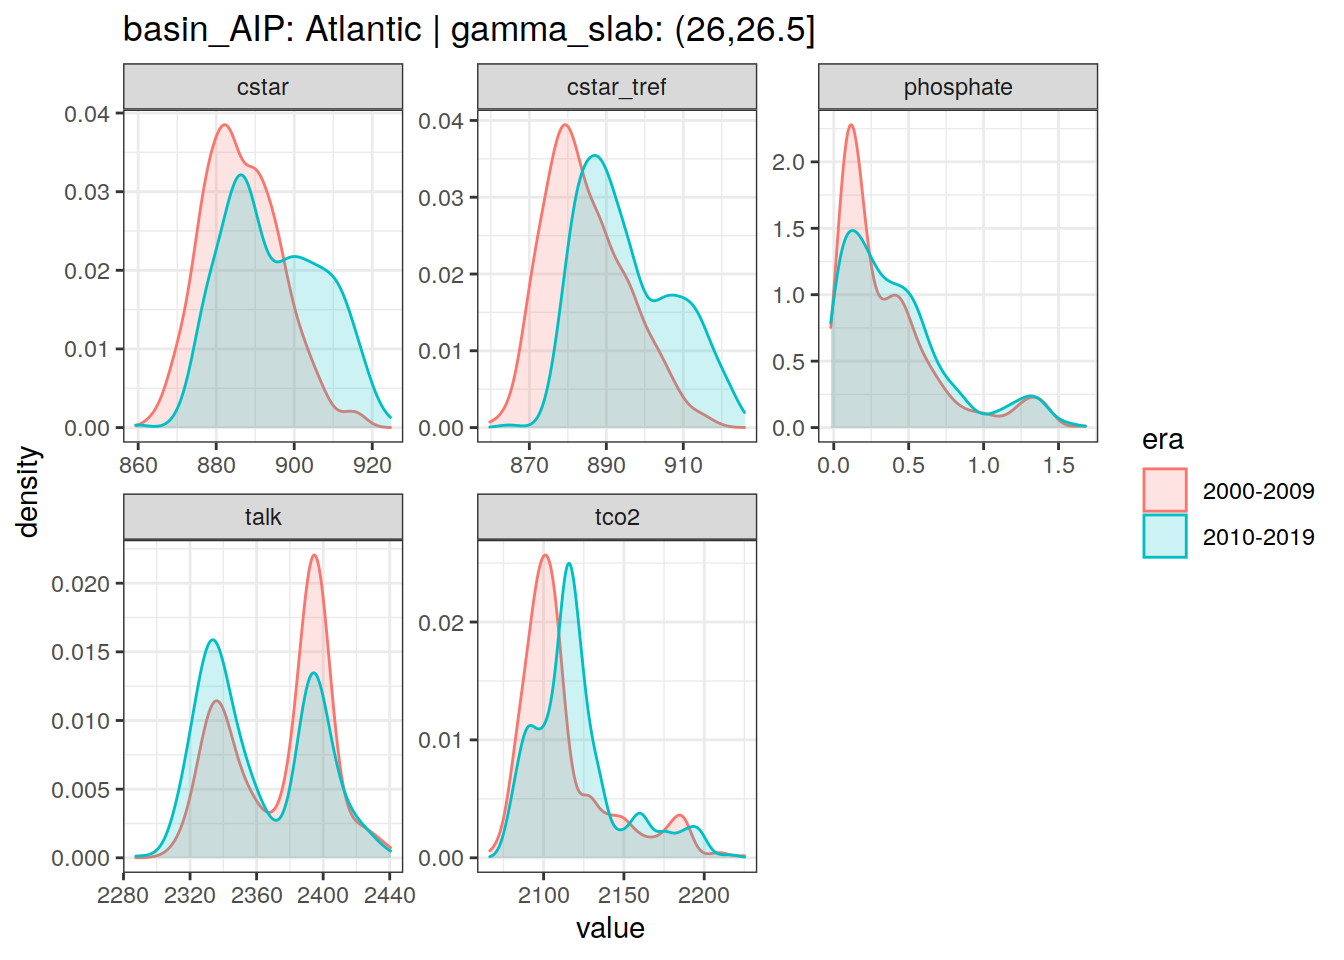 basin_AIP: Atlantic | gamma_slab: (26,26.5]
cstar
0.04
0.03
0.02
0.01
0.00
860 880 900 920
cstar_tref
0.04
0.03
0.02
0.01
0.00
870 890 910
phosphate
2.0
1.5
1.0
0.5
0.0
0.0 0.5 1.0 1.5
talk
0.020
0.015
0.010
0.005
0.000
2280 2320 2360 2400 2440
tco2
0.02
0.01
0.00
2100 2150 2200
density
value
era
2000-2009
2010-2019